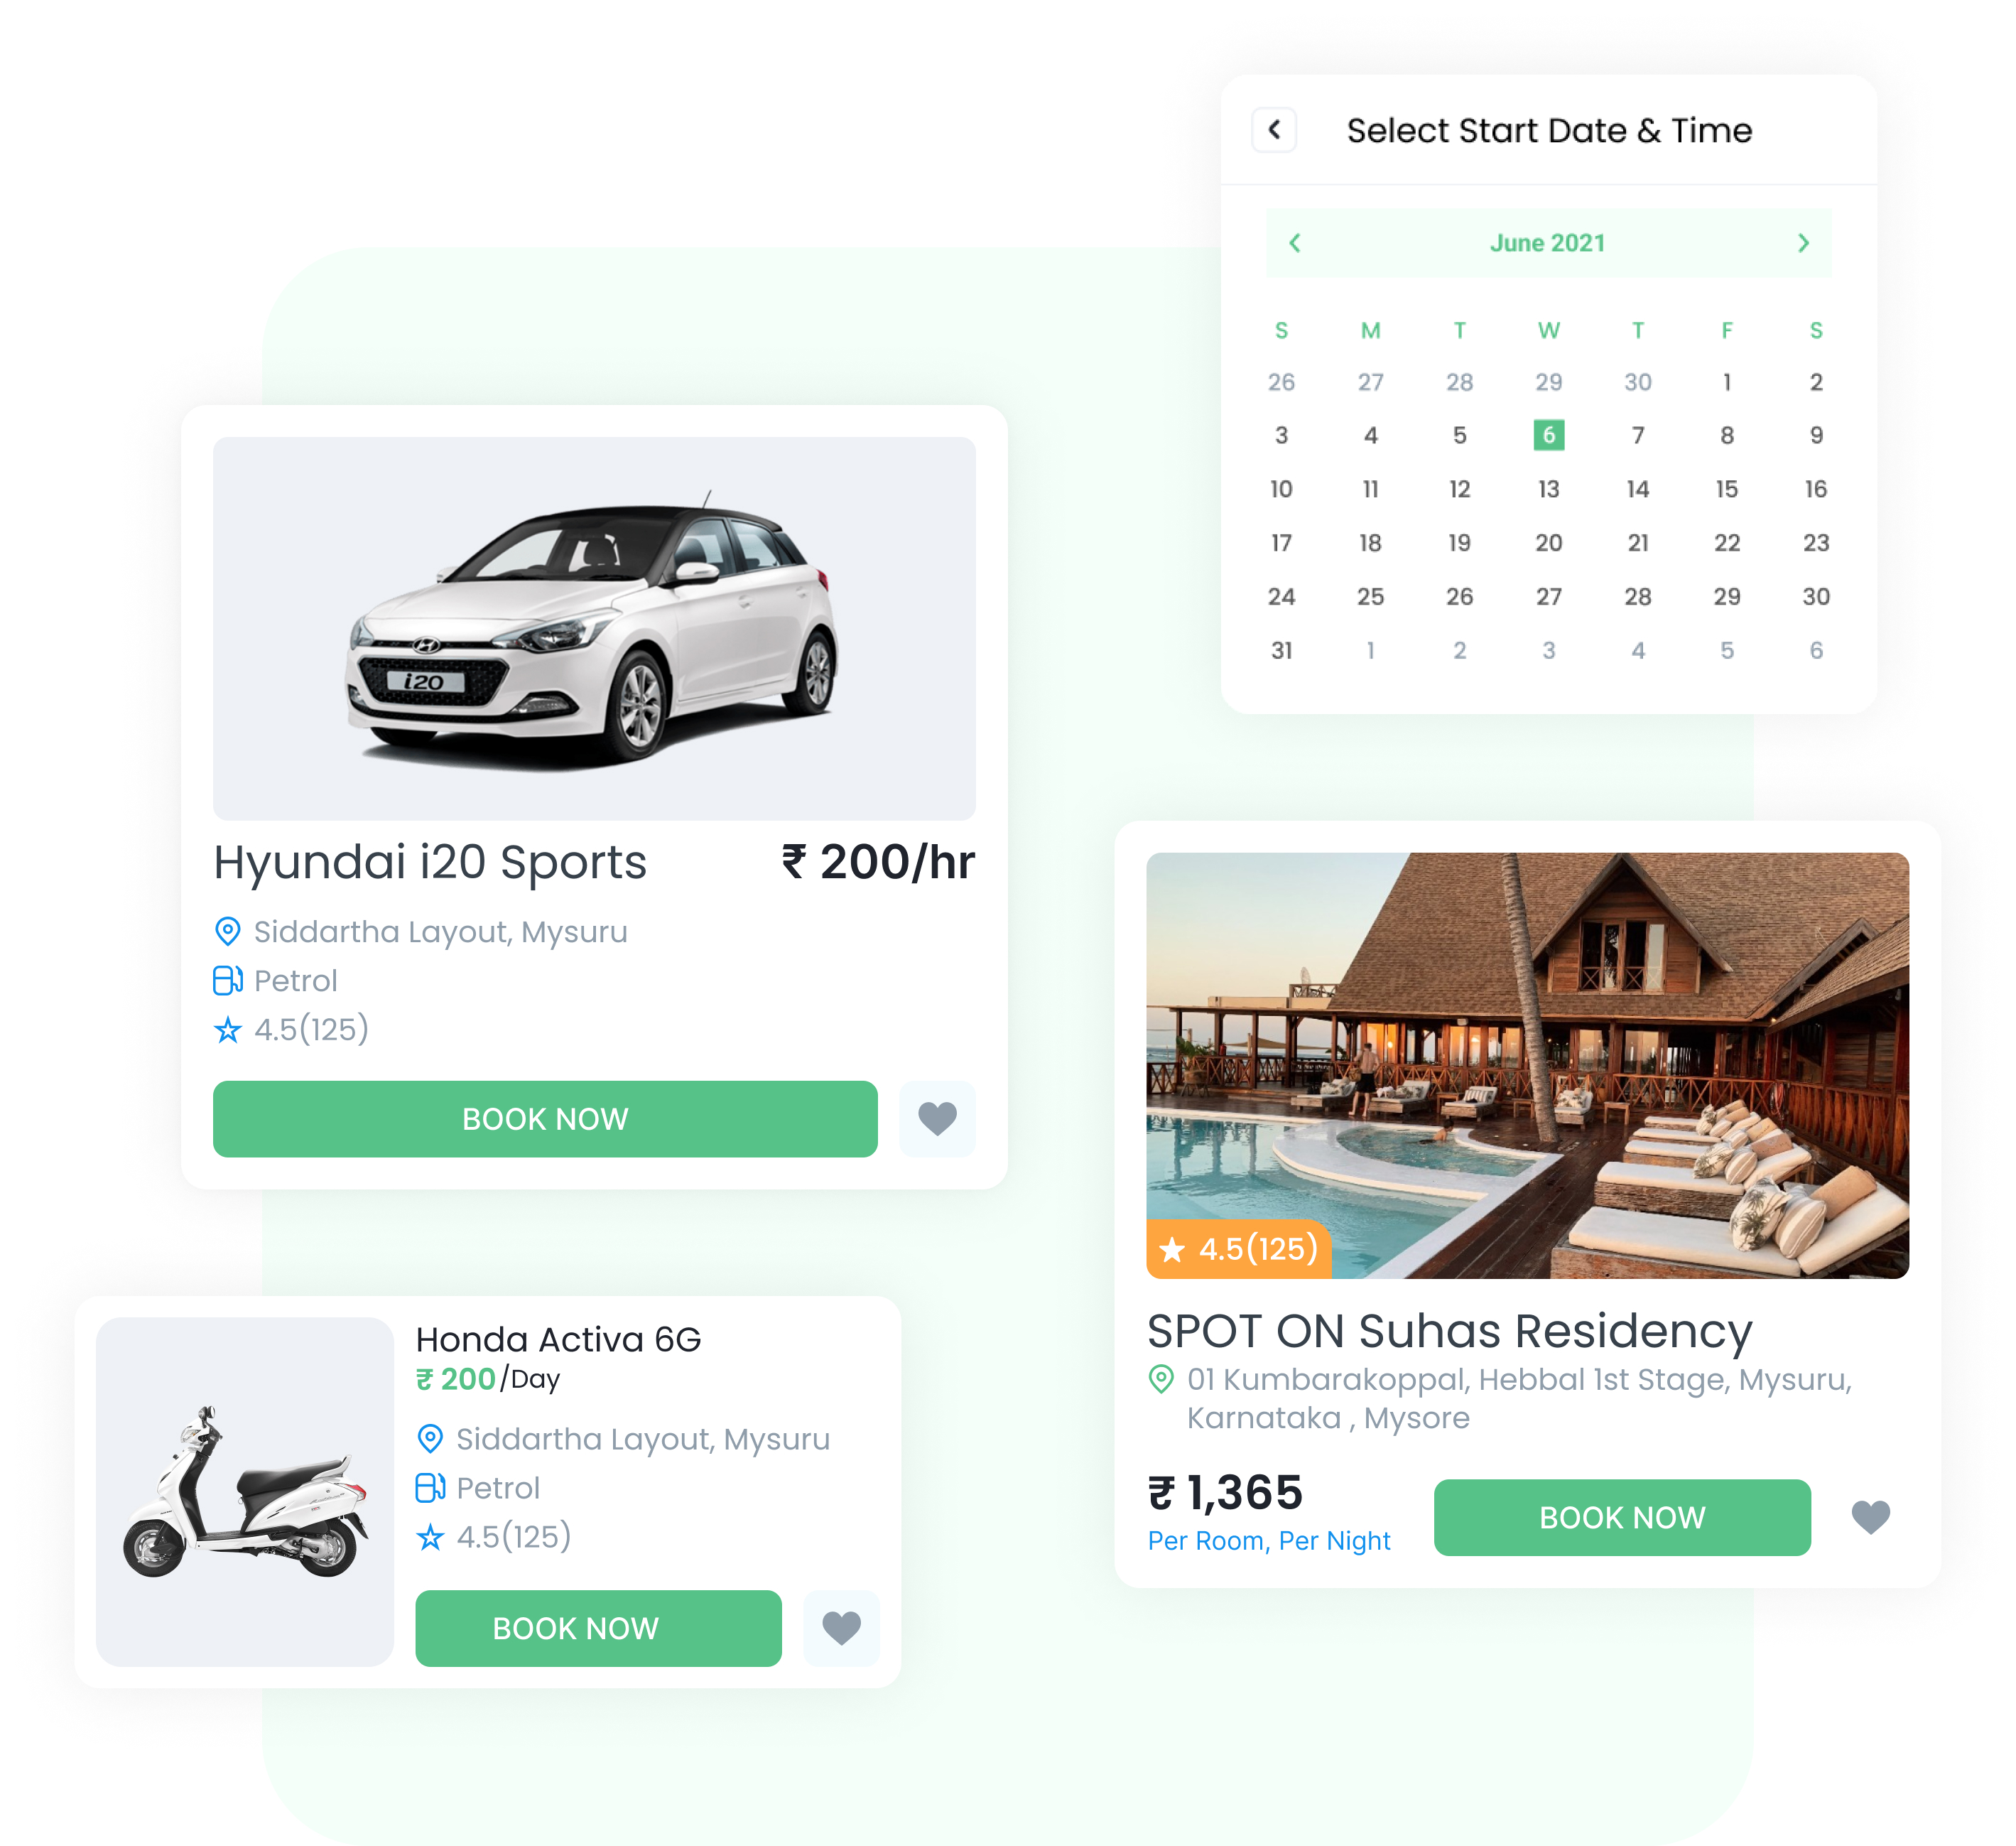 Select Start Date & Time
June 2021
S M T W T F S
26 27 28 29 30 1 2
3 4 5 6 7 8 9
10 11 12 13 14 15 16
17 18 19 20 21 22 23
24 25 26 27 28 29 30
31 1 2 3 4 5 6
i20
Hyundai i20 Sports ₹ 200/hr
Siddartha Layout, Mysuru
Petrol
4.5(125)
BOOK NOW
4.5(125)
SPOT ON Suhas Residency
01 Kumbarakoppal, Hebbal 1st Stage, Mysuru,
Karnataka , Mysore
₹ 1,365
Per Room, Per Night
BOOK NOW
Honda Activa 6G
₹ 200/Day
Siddartha Layout, Mysuru
Petrol
4.5(125)
BOOK NOW